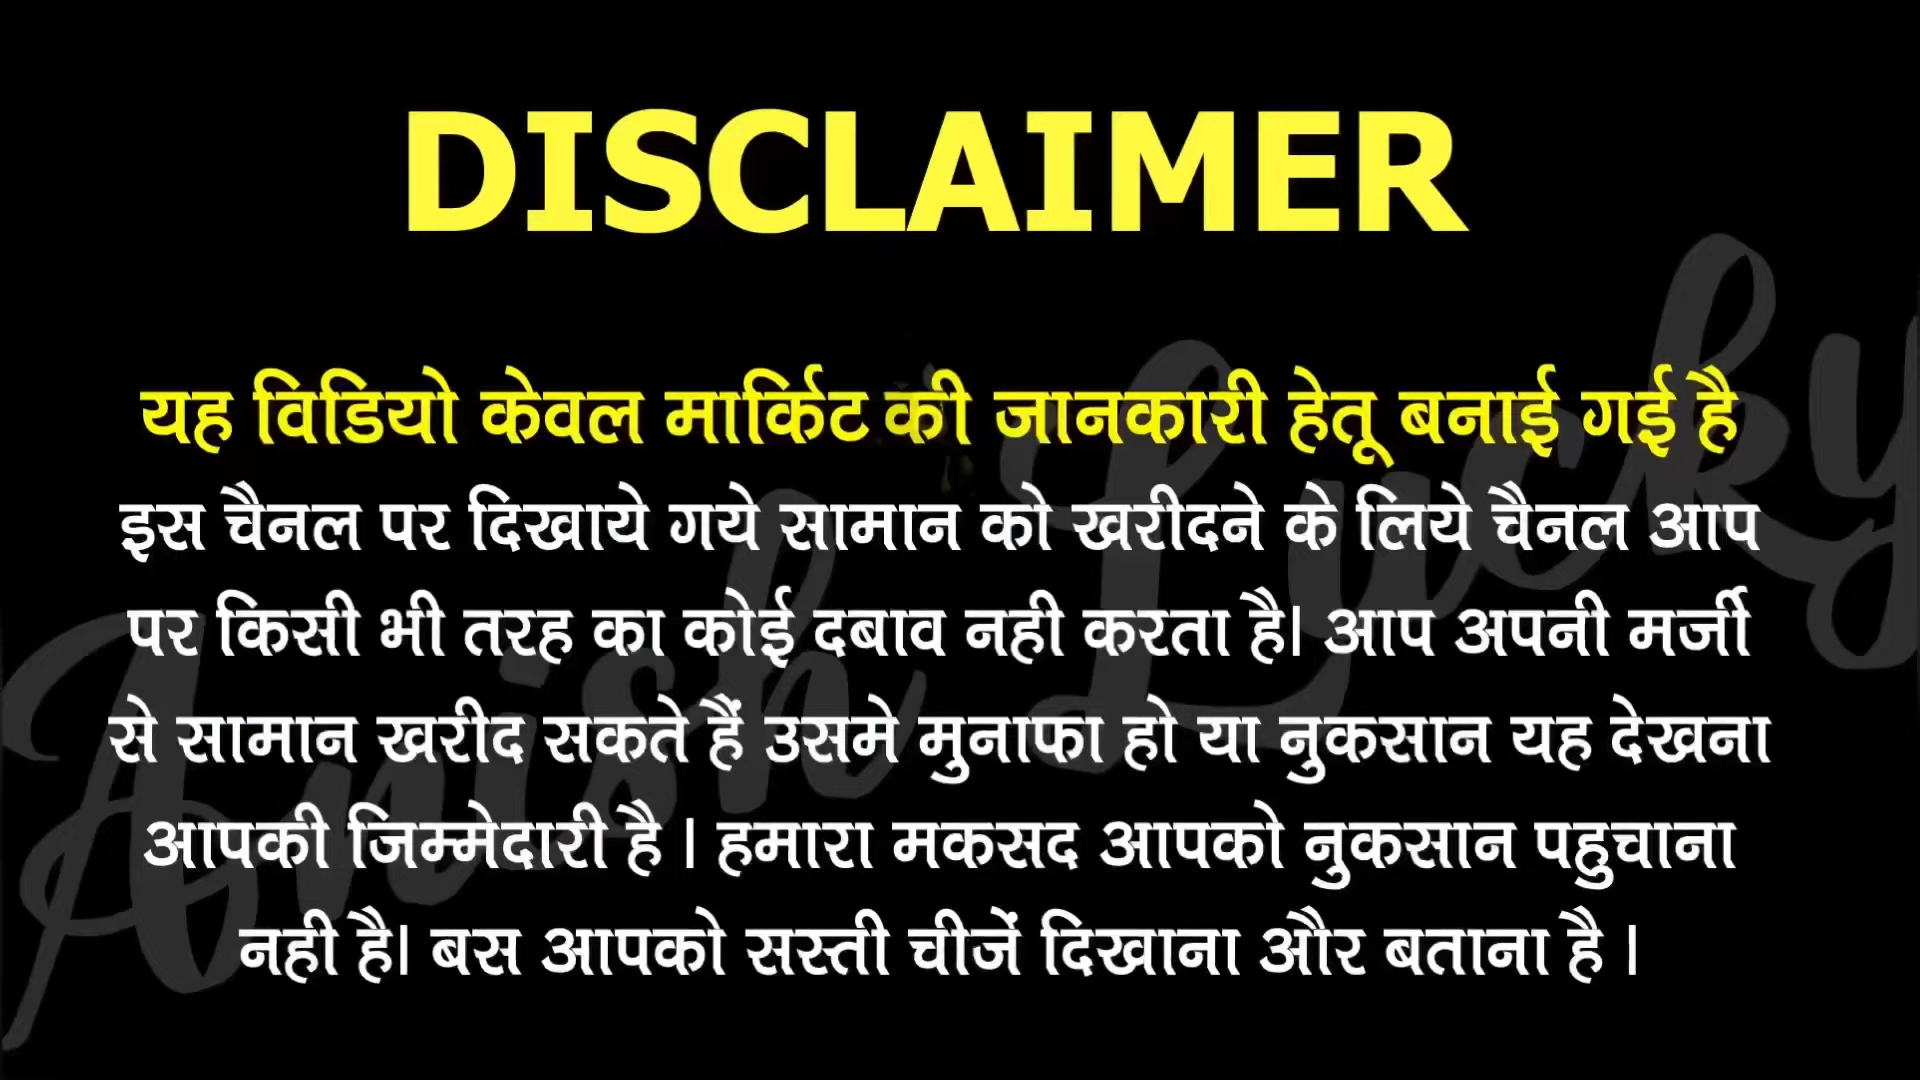 DISCLAIMER
यह विडियो केवल मार्किट की जानकारी हेतू बनाई गई है
इस चैनल पर दिखाये गये सामान को खरीदने के लिये चैनल आप
पर किसी भी तरह का कोई दबाव नही करता है। आप अपनी मर्जी
से सामान खरीद सकते हैं उसमे मुनाफा हो या नुकसान यह देखना
आपकी जिम्मेदारी है । हमारा मकसद आपको नुकसान पहुचाना
नही है। बस आपको सस्ती चीजें दिखाना और बताना है ।
Anish Lucky